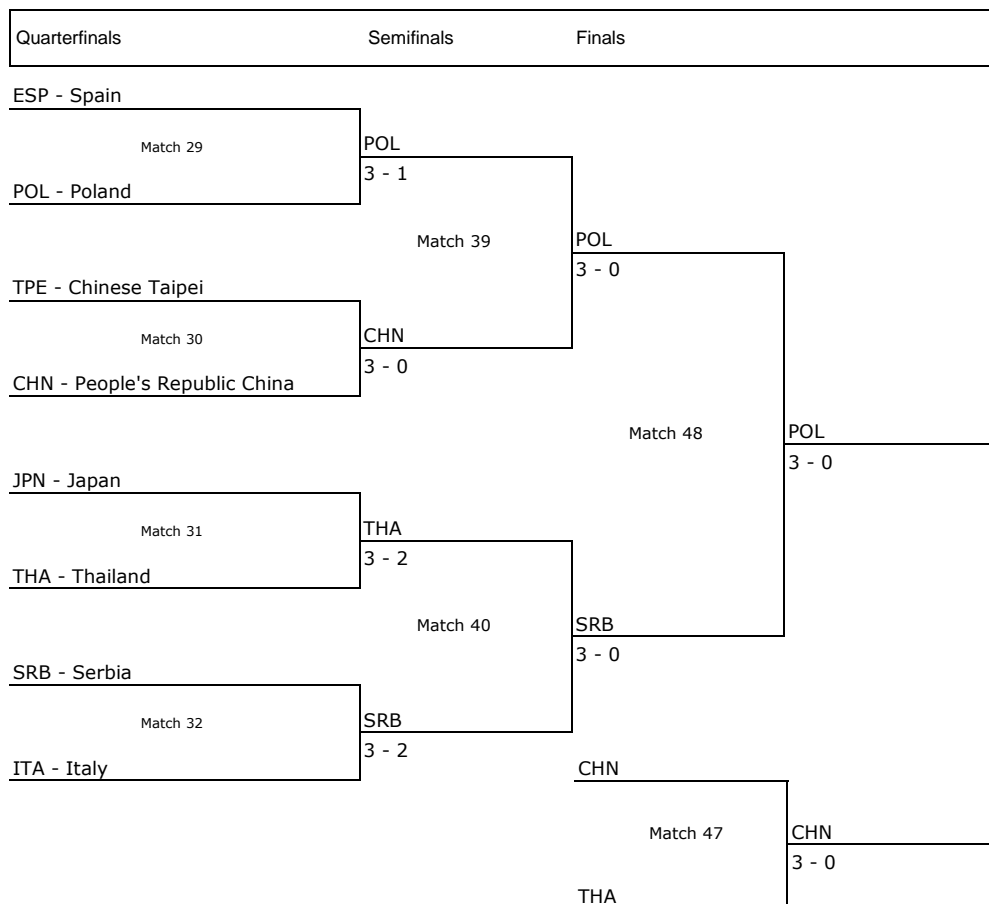 Quarterfinals Semifinals Finals
ESP - Spain
Match 29
POL
3 - 1
POL - Poland
Match 39
POL
3 - 0
TPE - Chinese Taipei
Match 30
CHN
3 - 0
CHN - People's Republic China
Match 48
POL
3 - 0
JPN - Japan
Match 31
THA
3 - 2
THA - Thailand
Match 40
SRB
3 - 0
SRB - Serbia
Match 32
SRB
3 - 2
ITA - Italy
CHN
Match 47
CHN
3 - 0
THA